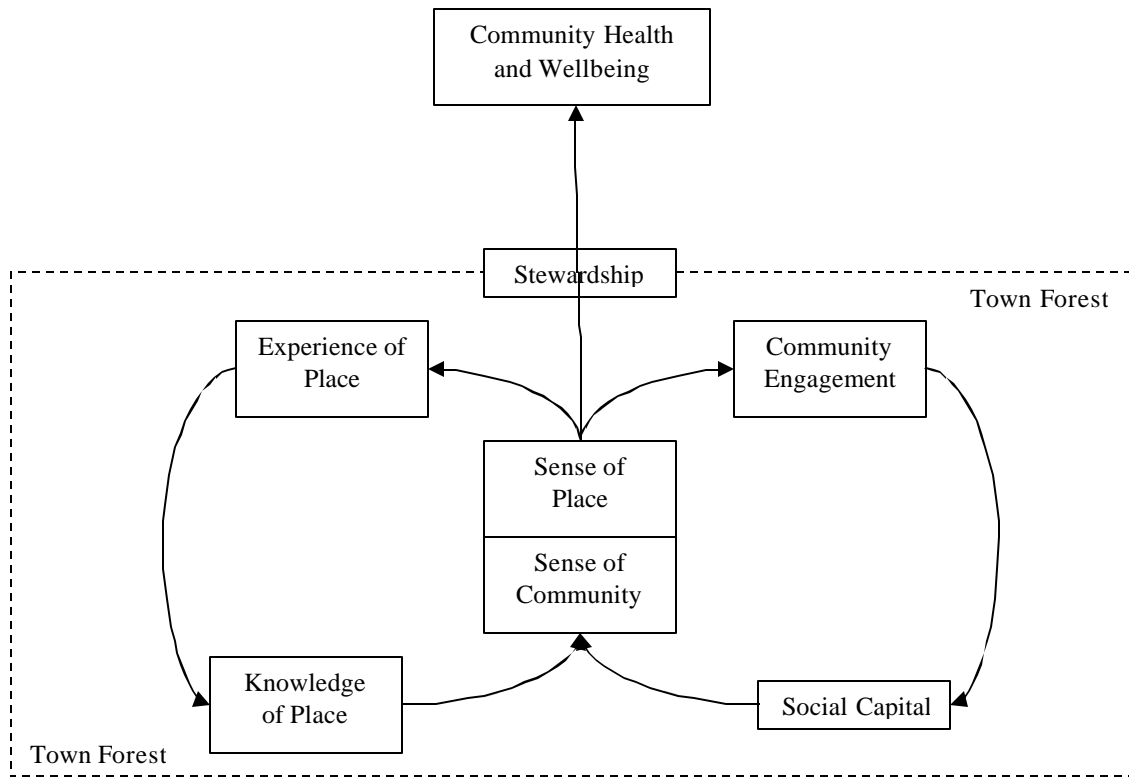 Community Health
and Wellbeing
Stewardship
Town Forest
Experience of
Place
Community
Engagement
Sense of
Place
Sense of
Community
Knowledge
of Place
Social Capital
Town Forest